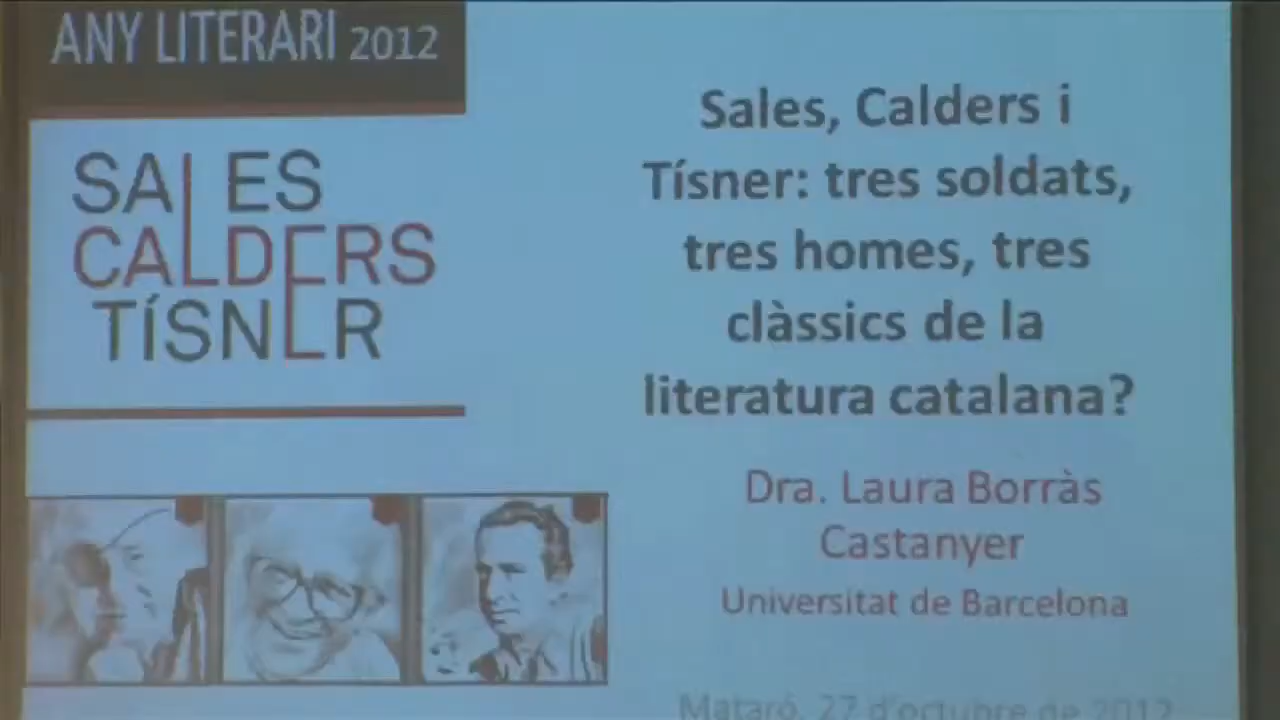 ANY LITERARI 2012
SALES
CALDERS
TÍSNER
Sales, Calders i
Tísner: tres soldats,
tres homes, tres
clàssics de la
literatura catalana?
Dra. Laura Borràs
Castanyer
Universitat de Barcelona
Mataró, 27 d'octubre de 2012